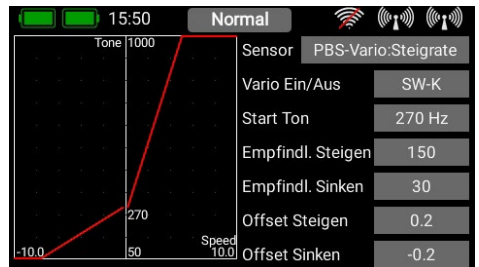 15:50 Normal
Tone 1000
270
Speed
-10.0 50 10.0
Sensor PBS-Vario:Steigrate
Vario Ein/Aus SW-K
Start Ton 270 Hz
Empfindl. Steigen 150
Empfindl. Sinken 30
Offset Steigen 0.2
Offset Sinken -0.2